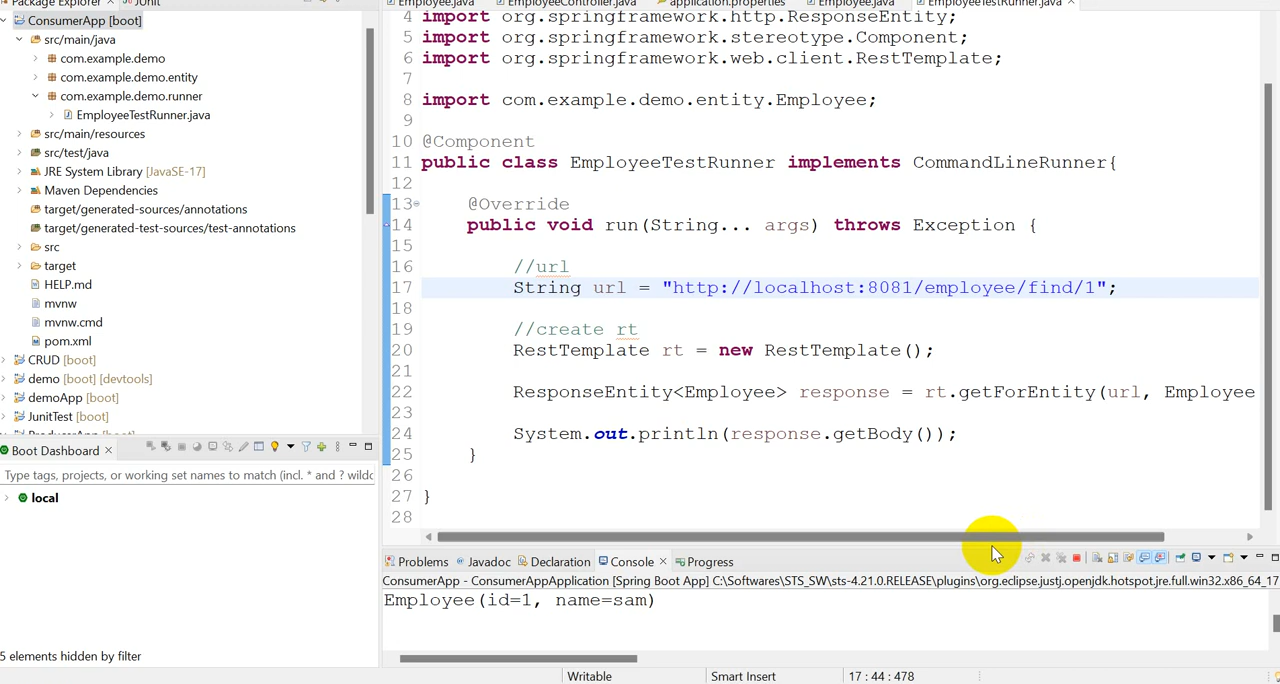 Package Explorer
JUnit
ConsumerApp [boot]
src/main/java
com.example.demo
com.example.demo.entity
com.example.demo.runner
EmployeeTestRunner.java
src/main/resources
src/test/java
JRE System Library [JavaSE-17]
Maven Dependencies
target/generated-sources/annotations
target/generated-test-sources/test-annotations
src
target
HELP.md
mvnw
mvnw.cmd
pom.xml
CRUD [boot]
demo [boot] [devtools]
demoApp [boot]
JunitTest [boot]
ProducerApp [boot]
Boot Dashboard
Type tags, projects, or working set names to match (incl. * and ? wildc
local
5 elements hidden by filter
Employee.java
EmployeeController.java
application.properties
Employee.java
EmployeeTestRunner.java
4 import org.springframework.http.ResponseEntity;
5 import org.springframework.stereotype.Component;
6 import org.springframework.web.client.RestTemplate;
7
8 import com.example.demo.entity.Employee;
9
10 @Component
11 public class EmployeeTestRunner implements CommandLineRunner{
12
13 @Override
14 public void run(String... args) throws Exception {
15
16 //url
17 String url = "http://localhost:8081/employee/find/1";
18
19 //create rt
20 RestTemplate rt = new RestTemplate();
21
22 ResponseEntity<Employee> response = rt.getForEntity(url, Employee
23
24 System.out.println(response.getBody());
25 }
26
27 }
28
Problems
Javadoc
Declaration
Console
Progress
ConsumerApp - ConsumerAppApplication [Spring Boot App] C:\Softwares\STS_SW\sts-4.21.0.RELEASE\plugins\org.eclipse.justj.openjdk.hotspot.jre.full.win32.x86_64_17
Employee(id=1, name=sam)
Writable
Smart Insert
17 : 44 : 478